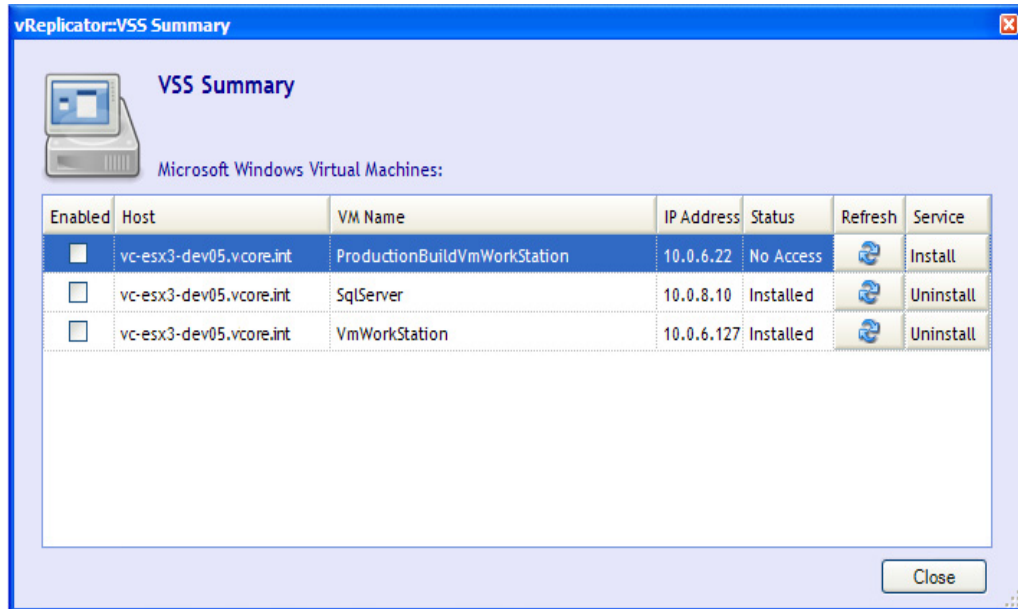 vReplicator::VSS Summary
VSS Summary
Microsoft Windows Virtual Machines:
Enabled Host VM Name IP Address Status Refresh Service
vc-esx3-dev05.vcore.int ProductionBuildVmWorkStation 10.0.6.22 No Access Install
vc-esx3-dev05.vcore.int SqlServer 10.0.8.10 Installed Uninstall
vc-esx3-dev05.vcore.int VmWorkStation 10.0.6.127 Installed Uninstall
Close